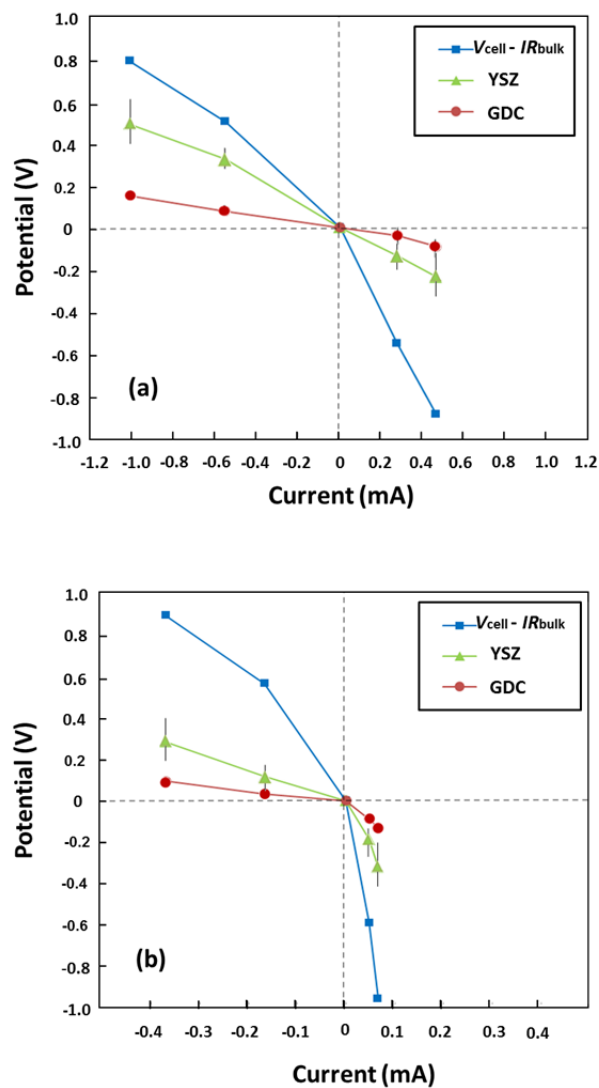 1.0
0.8
0.6
0.4
0.2
0
-0.2
-0.4
-0.6
-0.8
-1.0
Potential (V)
Vcell - IRbulk
YSZ
GDC
(a)
-1.2 -1.0 -0.8 -0.6 -0.4 -0.2 0 0.2 0.4 0.6 0.8 1.0 1.2
Current (mA)
1.0
0.8
0.6
0.4
0.2
0
-0.2
-0.4
-0.6
-0.8
-1.0
Potential (V)
Vcell - IRbulk
YSZ
GDC
(b)
-0.4 -0.3 -0.2 -0.1 0 0.1 0.2 0.3 0.4
Current (mA)